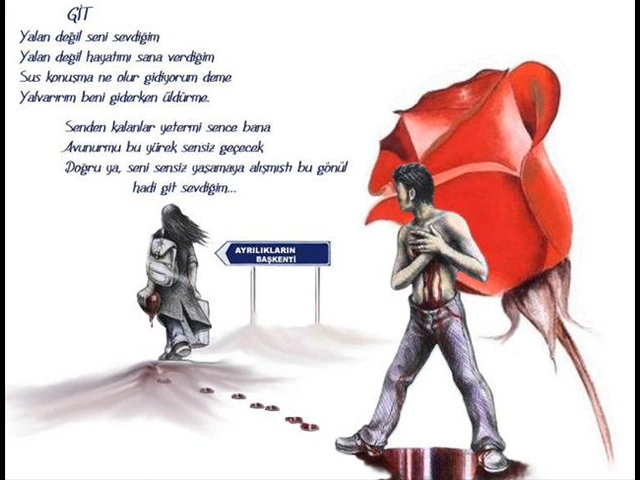 GİT
Yalan değil seni sevdiğim
Yalan değil hayatımı sana verdiğim
Sus konuşma ne olur gidiyorum deme
Yalvarırım beni giderken üldürme.
Senden kalanlar yetermi sence bana
Avunurmu bu yürek sensiz geçecek
Doğru ya, seni sensiz yaşamaya alışmıstı bu gönül
hadi git sevdiğim...
AYRILIKLARIN
BAŞKENTİ